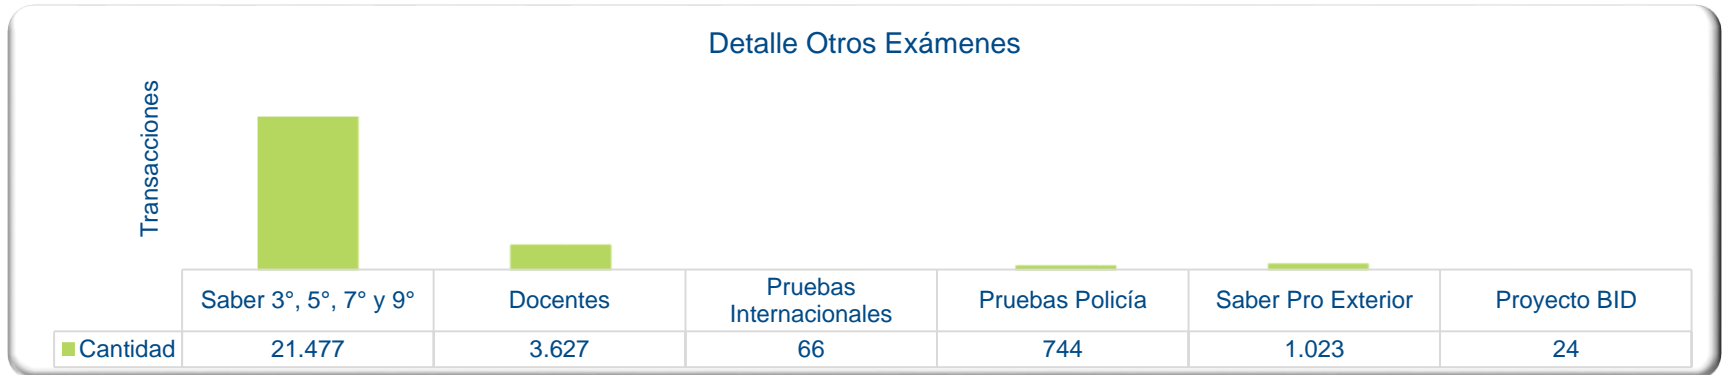 Detalle Otros Exámenes
Transacciones
Saber 3°, 5°, 7° y 9°
Docentes
Pruebas
Internacionales
Pruebas Policía
Saber Pro Exterior
Proyecto BID
Cantidad 21.477 3.627 66 744 1.023 24